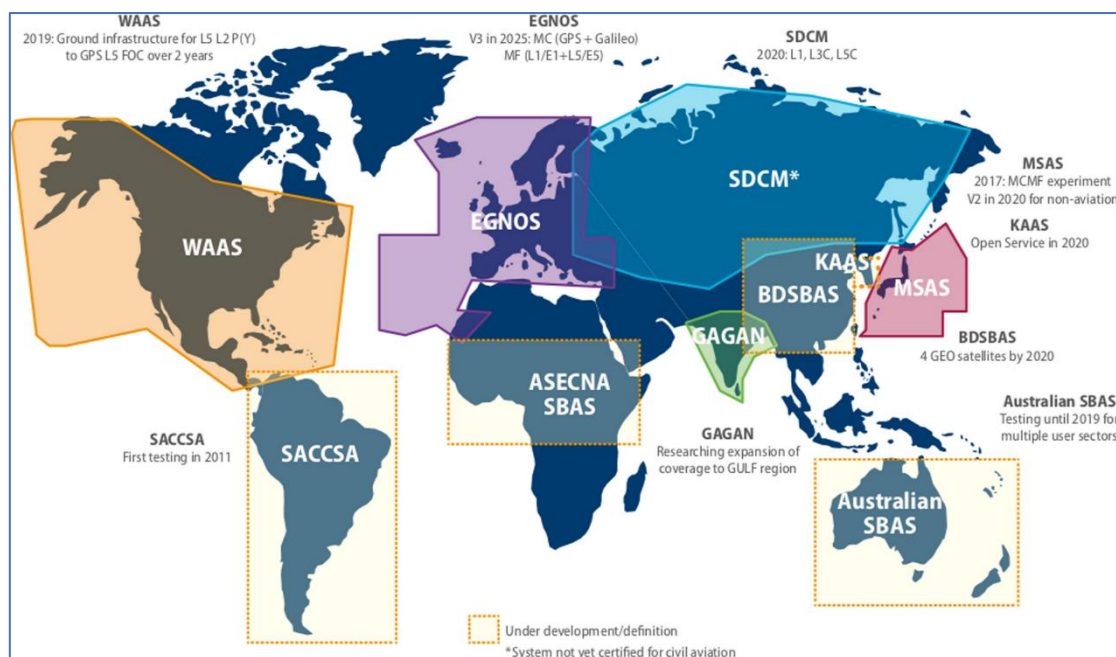 WAAS
2019: Ground infrastructure for L5 L2 P(Y)
to GPS L5 FOC over 2 years
EGNOS
V3 in 2025: MC (GPS + Galileo)
MF (L1/E1+L5/E5)
SDCM
2020: L1, L3C, L5C
MSAS
2017: MCMF experiment
V2 in 2020 for non-aviation
KAAS
Open Service in 2020
SDCM*
EGNOS
WAAS
KAAS
BDSBAS
MSAS
GAGAN
BDSBAS
4 GEO satellites by 2020
ASECNA
SBAS
Australian SBAS
Testing until 2019 for
multiple user sectors
SACCSA
First testing in 2011
SACCSA
GAGAN
Researching expansion of
coverage to GULF region
Australian
SBAS
Under development/definition
*System not yet certified for civil aviation